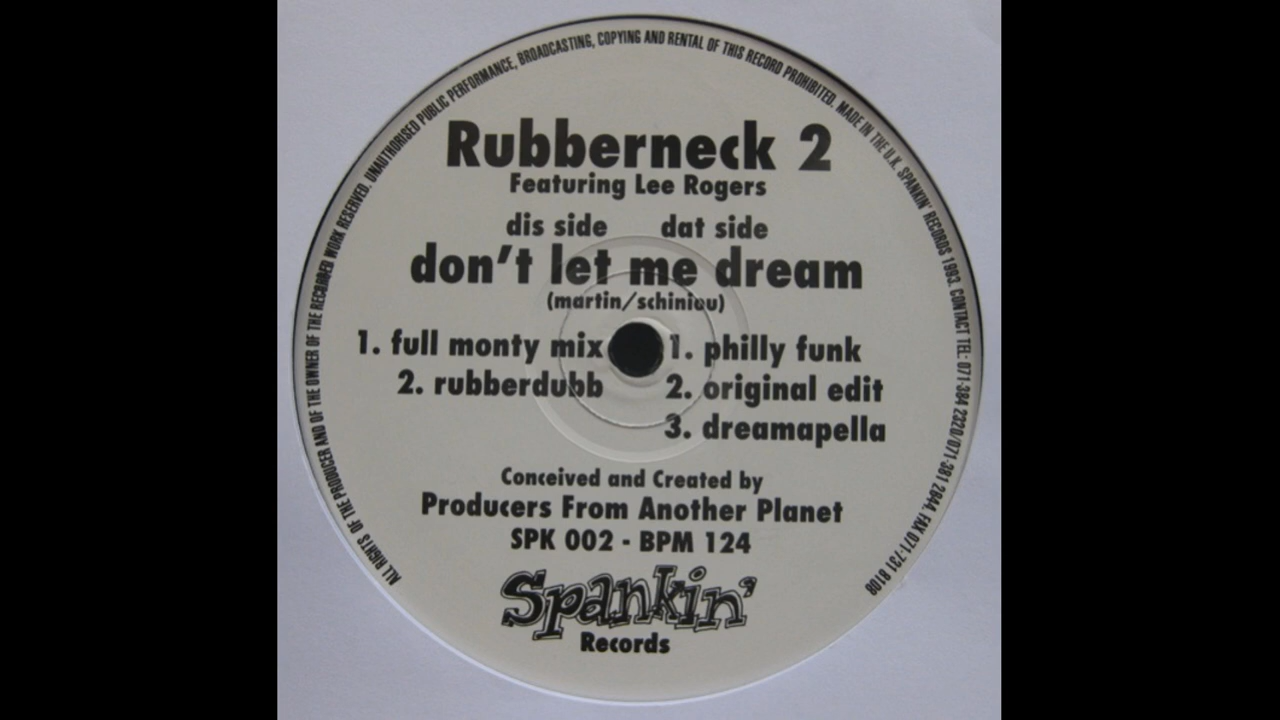 ALL RIGHTS OF THE PRODUCER AND OF THE OWNER OF THE RECORDED WORK RESERVED. UNAUTHORISED PUBLIC PERFORMANCE, BROADCASTING, COPYING AND RENTAL OF THIS RECORD PROHIBITED. MADE IN THE U.K. SPANKIN' RECORDS 1993. CONTACT TEL: 071-384 2320/071-381 2844. FAX 071-731 8108
Rubberneck 2
Featuring Lee Rogers
dis side dat side
don't let me dream
(martin/schiniou)
1. full monty mix 1. philly funk
2. rubberdubb 2. original edit
3. dreamapella
Conceived and Created by
Producers From Another Planet
SPK 002 - BPM 124
Spankin'
Records